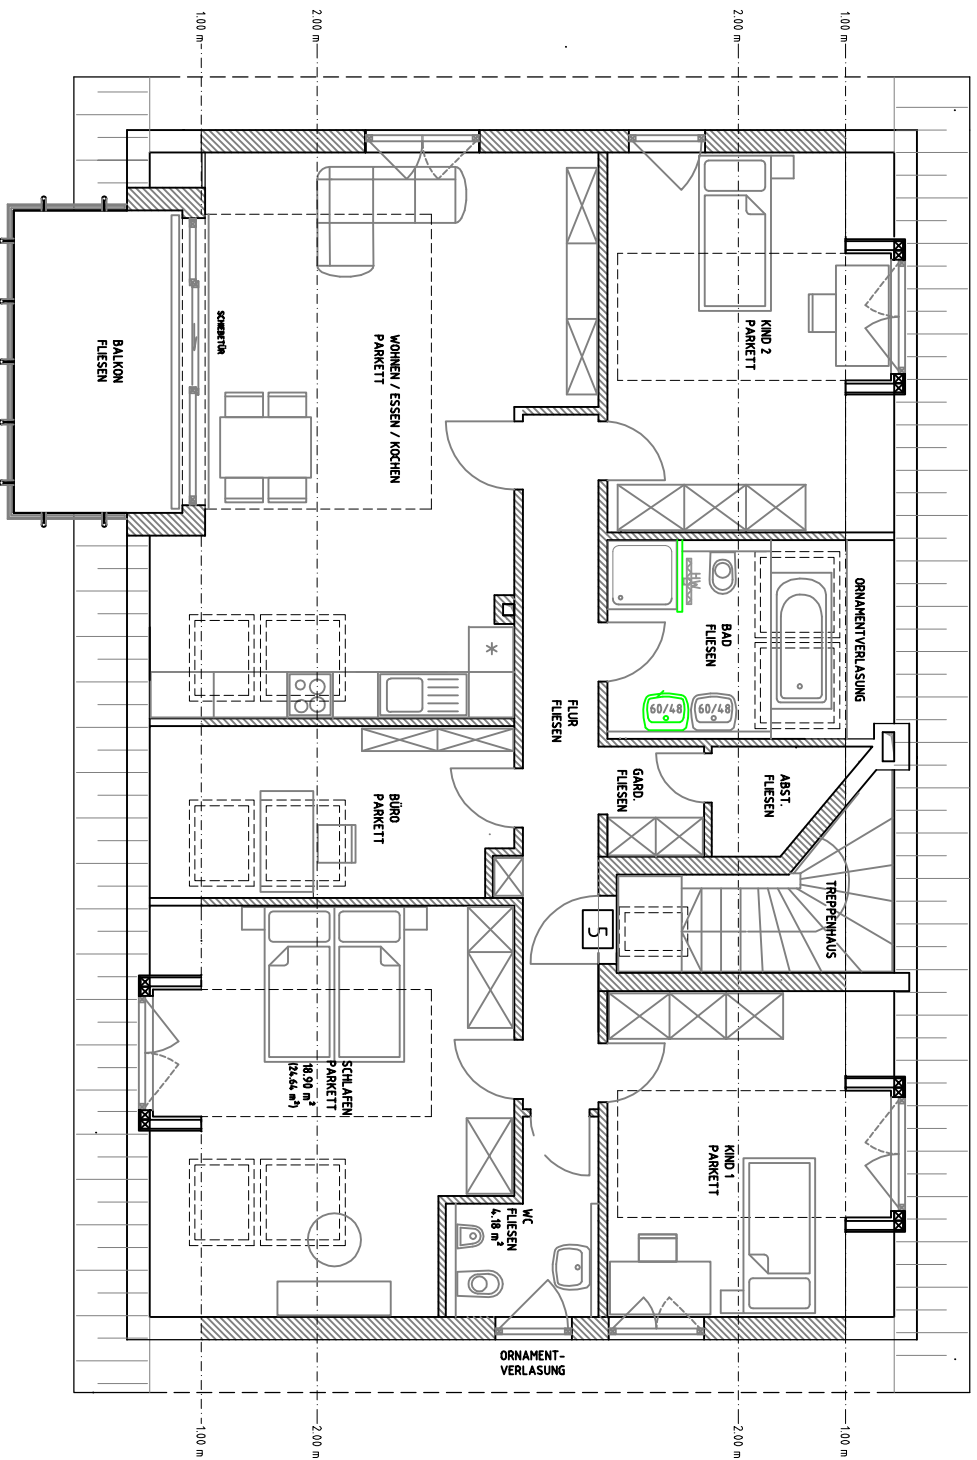 1.00 m
2.00 m
2.00 m
1.00 m
KIND 2
PARKETT
WOHNEN / ESSEN / KOCHEN
PARKETT
SCHIEBETÜR
BALKON
FLIESEN
ORNAMENTVERLASUNG
HW
BAD
FLIESEN
60/48
60/48
FLUR
FLIESEN
GARD.
FLIESEN
ABST.
FLIESEN
BÜRO
PARKETT
TREPPENHAUS
5
SCHLAFEN
PARKETT
18.90 m²
(24.64 m²)
KIND 1
PARKETT
WC
FLIESEN
4.18 m²
ORNAMENT-
VERLASUNG
1.00 m
2.00 m
2.00 m
1.00 m